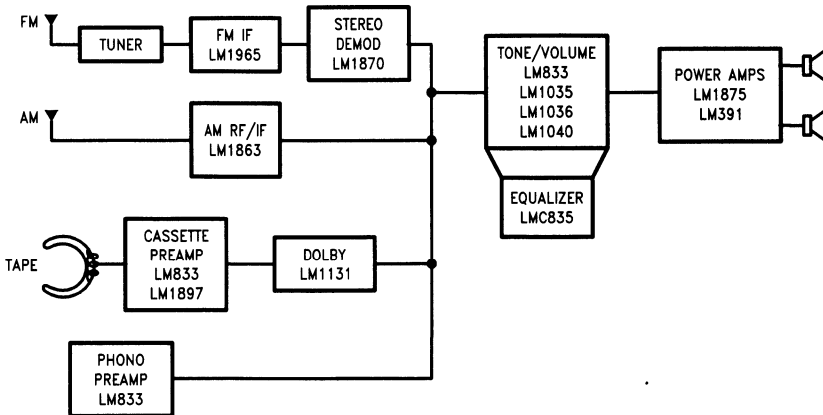 FM
TUNER
FM IF
LM1965
STEREO
DEMOD
LM1870
AM
AM RF/IF
LM1863
TONE/VOLUME
LM833
LM1035
LM1036
LM1040
POWER AMPS
LM1875
LM391
EQUALIZER
LMC835
TAPE
CASSETTE
PREAMP
LM833
LM1897
DOLBY
LM1131
PHONO
PREAMP
LM833